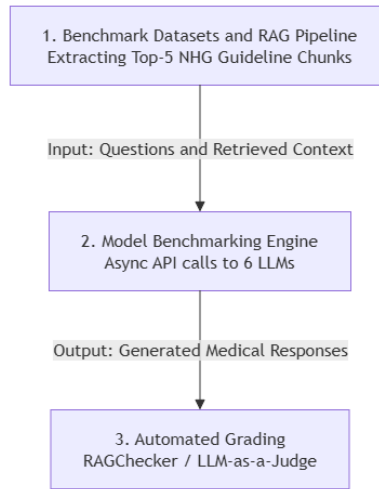 1. Benchmark Datasets and RAG Pipeline
Extracting Top-5 NHG Guideline Chunks
Input: Questions and Retrieved Context
2. Model Benchmarking Engine
Async API calls to 6 LLMs
Output: Generated Medical Responses
3. Automated Grading
RAGChecker / LLM-as-a-Judge